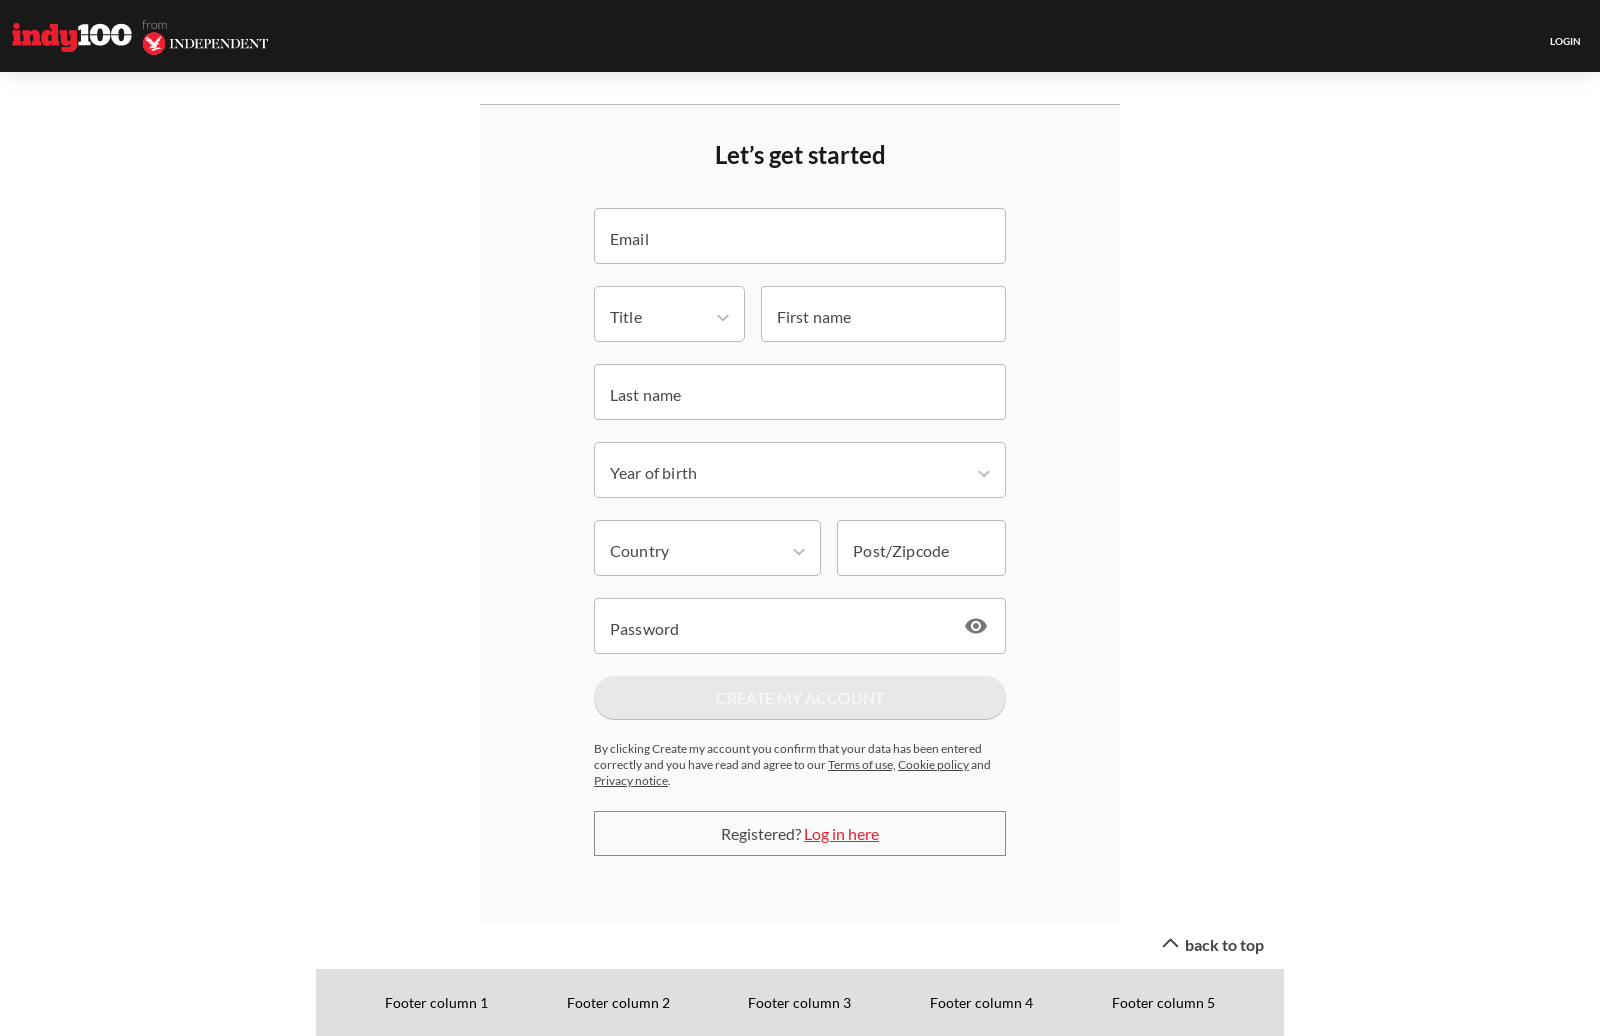 indy100
from
INDEPENDENT
LOGIN
Let’s get started
Email
Title
First name
Last name
Year of birth
Country
Post/Zipcode
Password
CREATE MY ACCOUNT
By clicking Create my account you confirm that your data has been entered
correctly and you have read and agree to our Terms of use, Cookie policy and
Privacy notice.
Registered? Log in here
back to top
Footer column 1
Footer column 2
Footer column 3
Footer column 4
Footer column 5